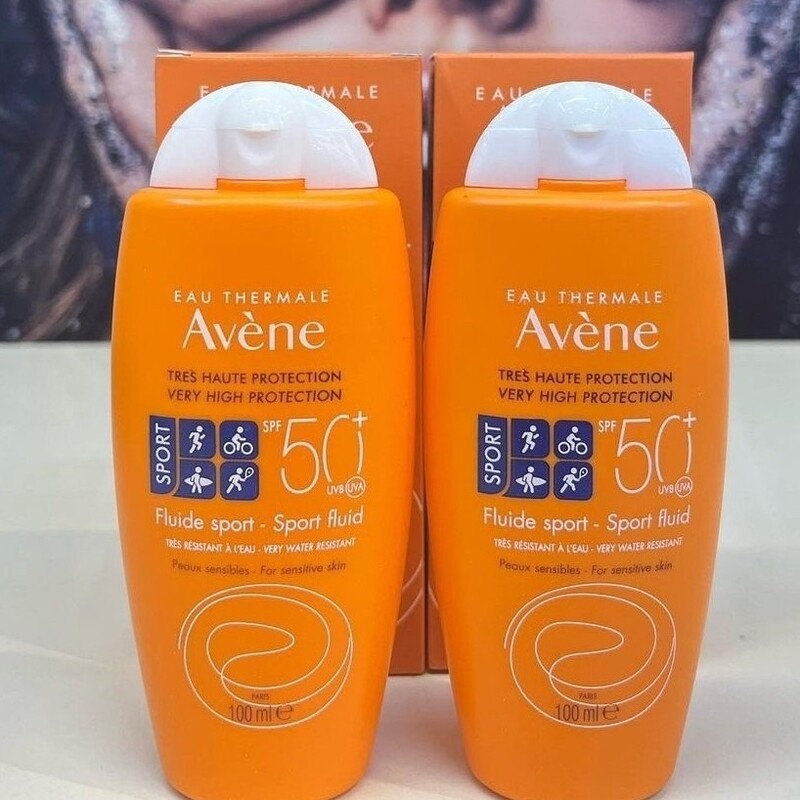 EAU THERMALE
EAU THERMALE
EAU THERMALE
Avène
TRÈS HAUTE PROTECTION
VERY HIGH PROTECTION
SPORT
SPF 50+
UVB UVA
Fluide sport - Sport fluid
TRÈS RÉSISTANT À L'EAU - VERY WATER RESISTANT
Peaux sensibles - For sensitive skin
PARIS
100 ml e
EAU THERMALE
Avène
TRÈS HAUTE PROTECTION
VERY HIGH PROTECTION
SPORT
SPF 50+
UVB UVA
Fluide sport - Sport fluid
TRÈS RÉSISTANT À L'EAU - VERY WATER RESISTANT
Peaux sensibles - For sensitive skin
PARIS
100 ml e